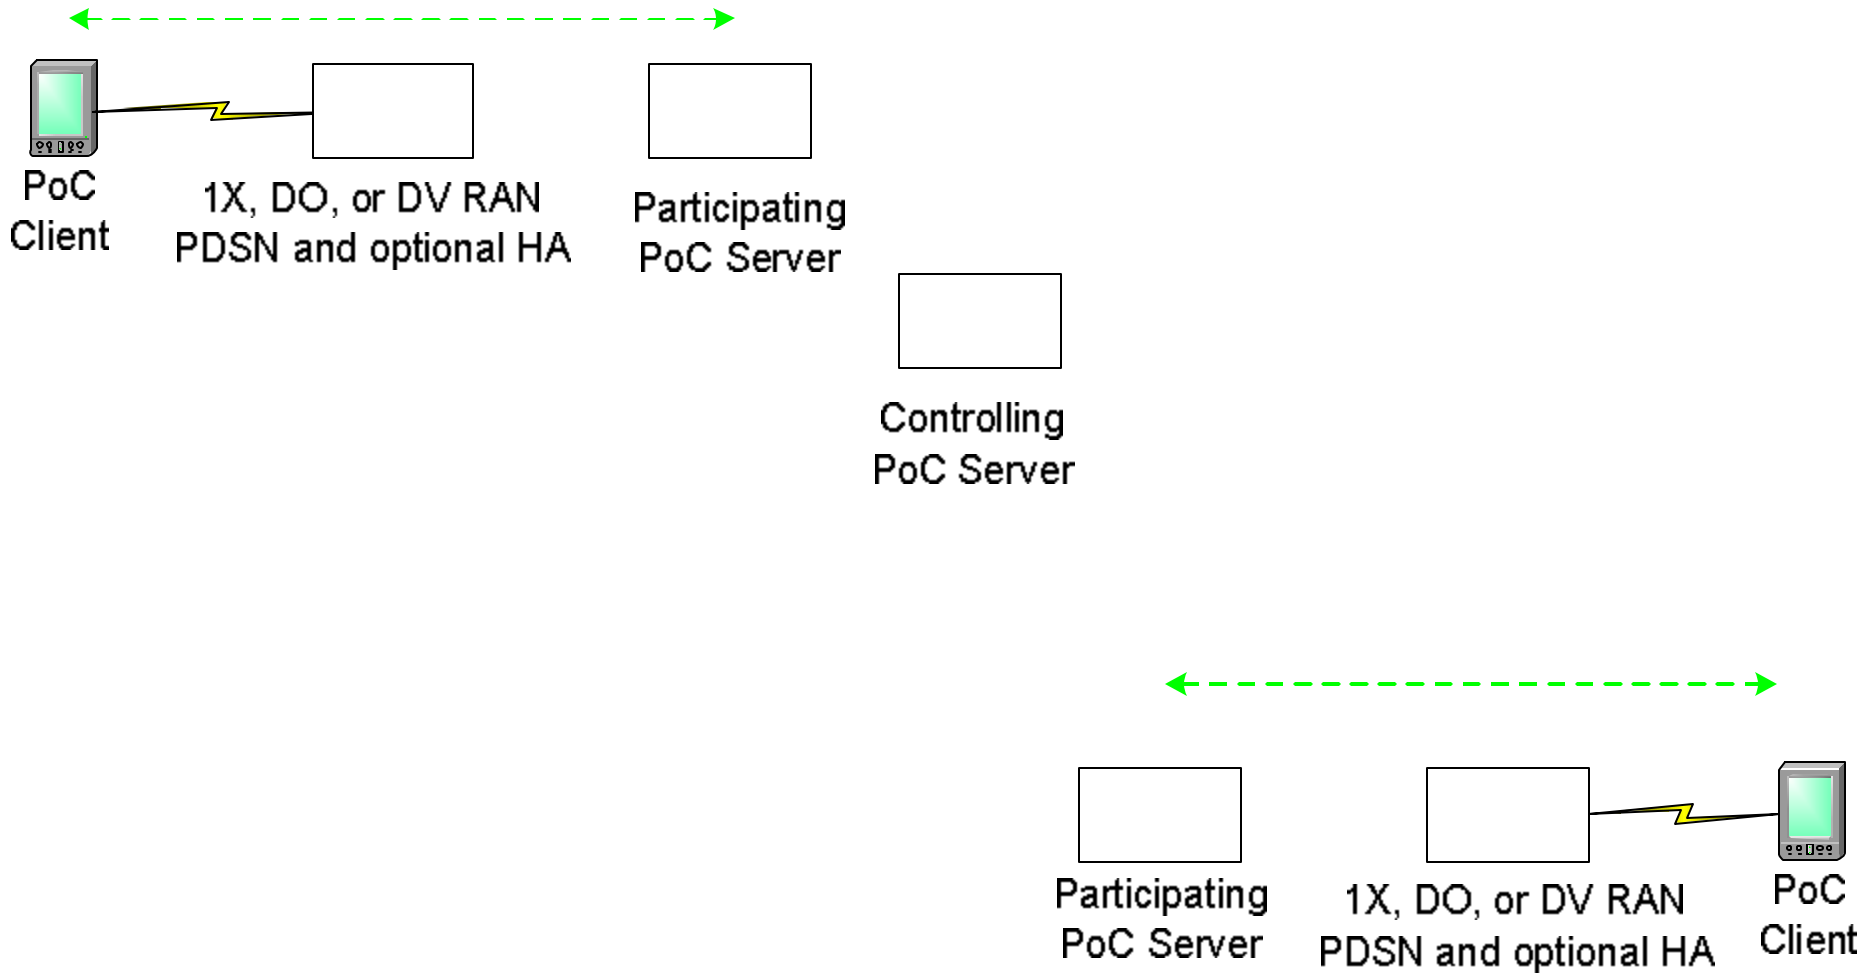 PoC
Client
1X, DO, or DV RAN
PDSN and optional HA
Participating
PoC Server
Controlling
PoC Server
Participating
PoC Server
1X, DO, or DV RAN
PDSN and optional HA
PoC
Client